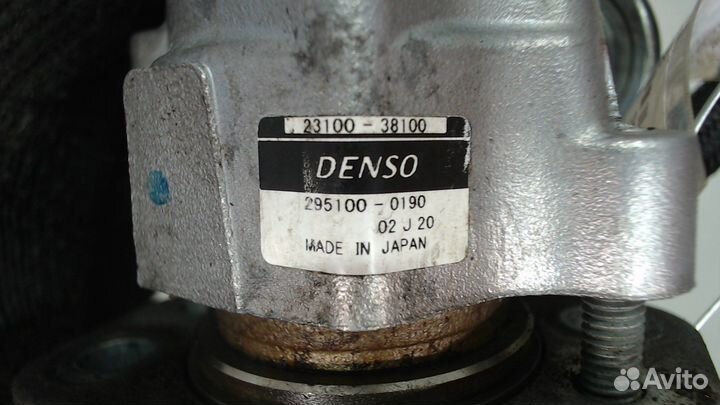 23100 - 38100
DENSO
295100 - 0190
02 J 20
MADE IN JAPAN
Avito